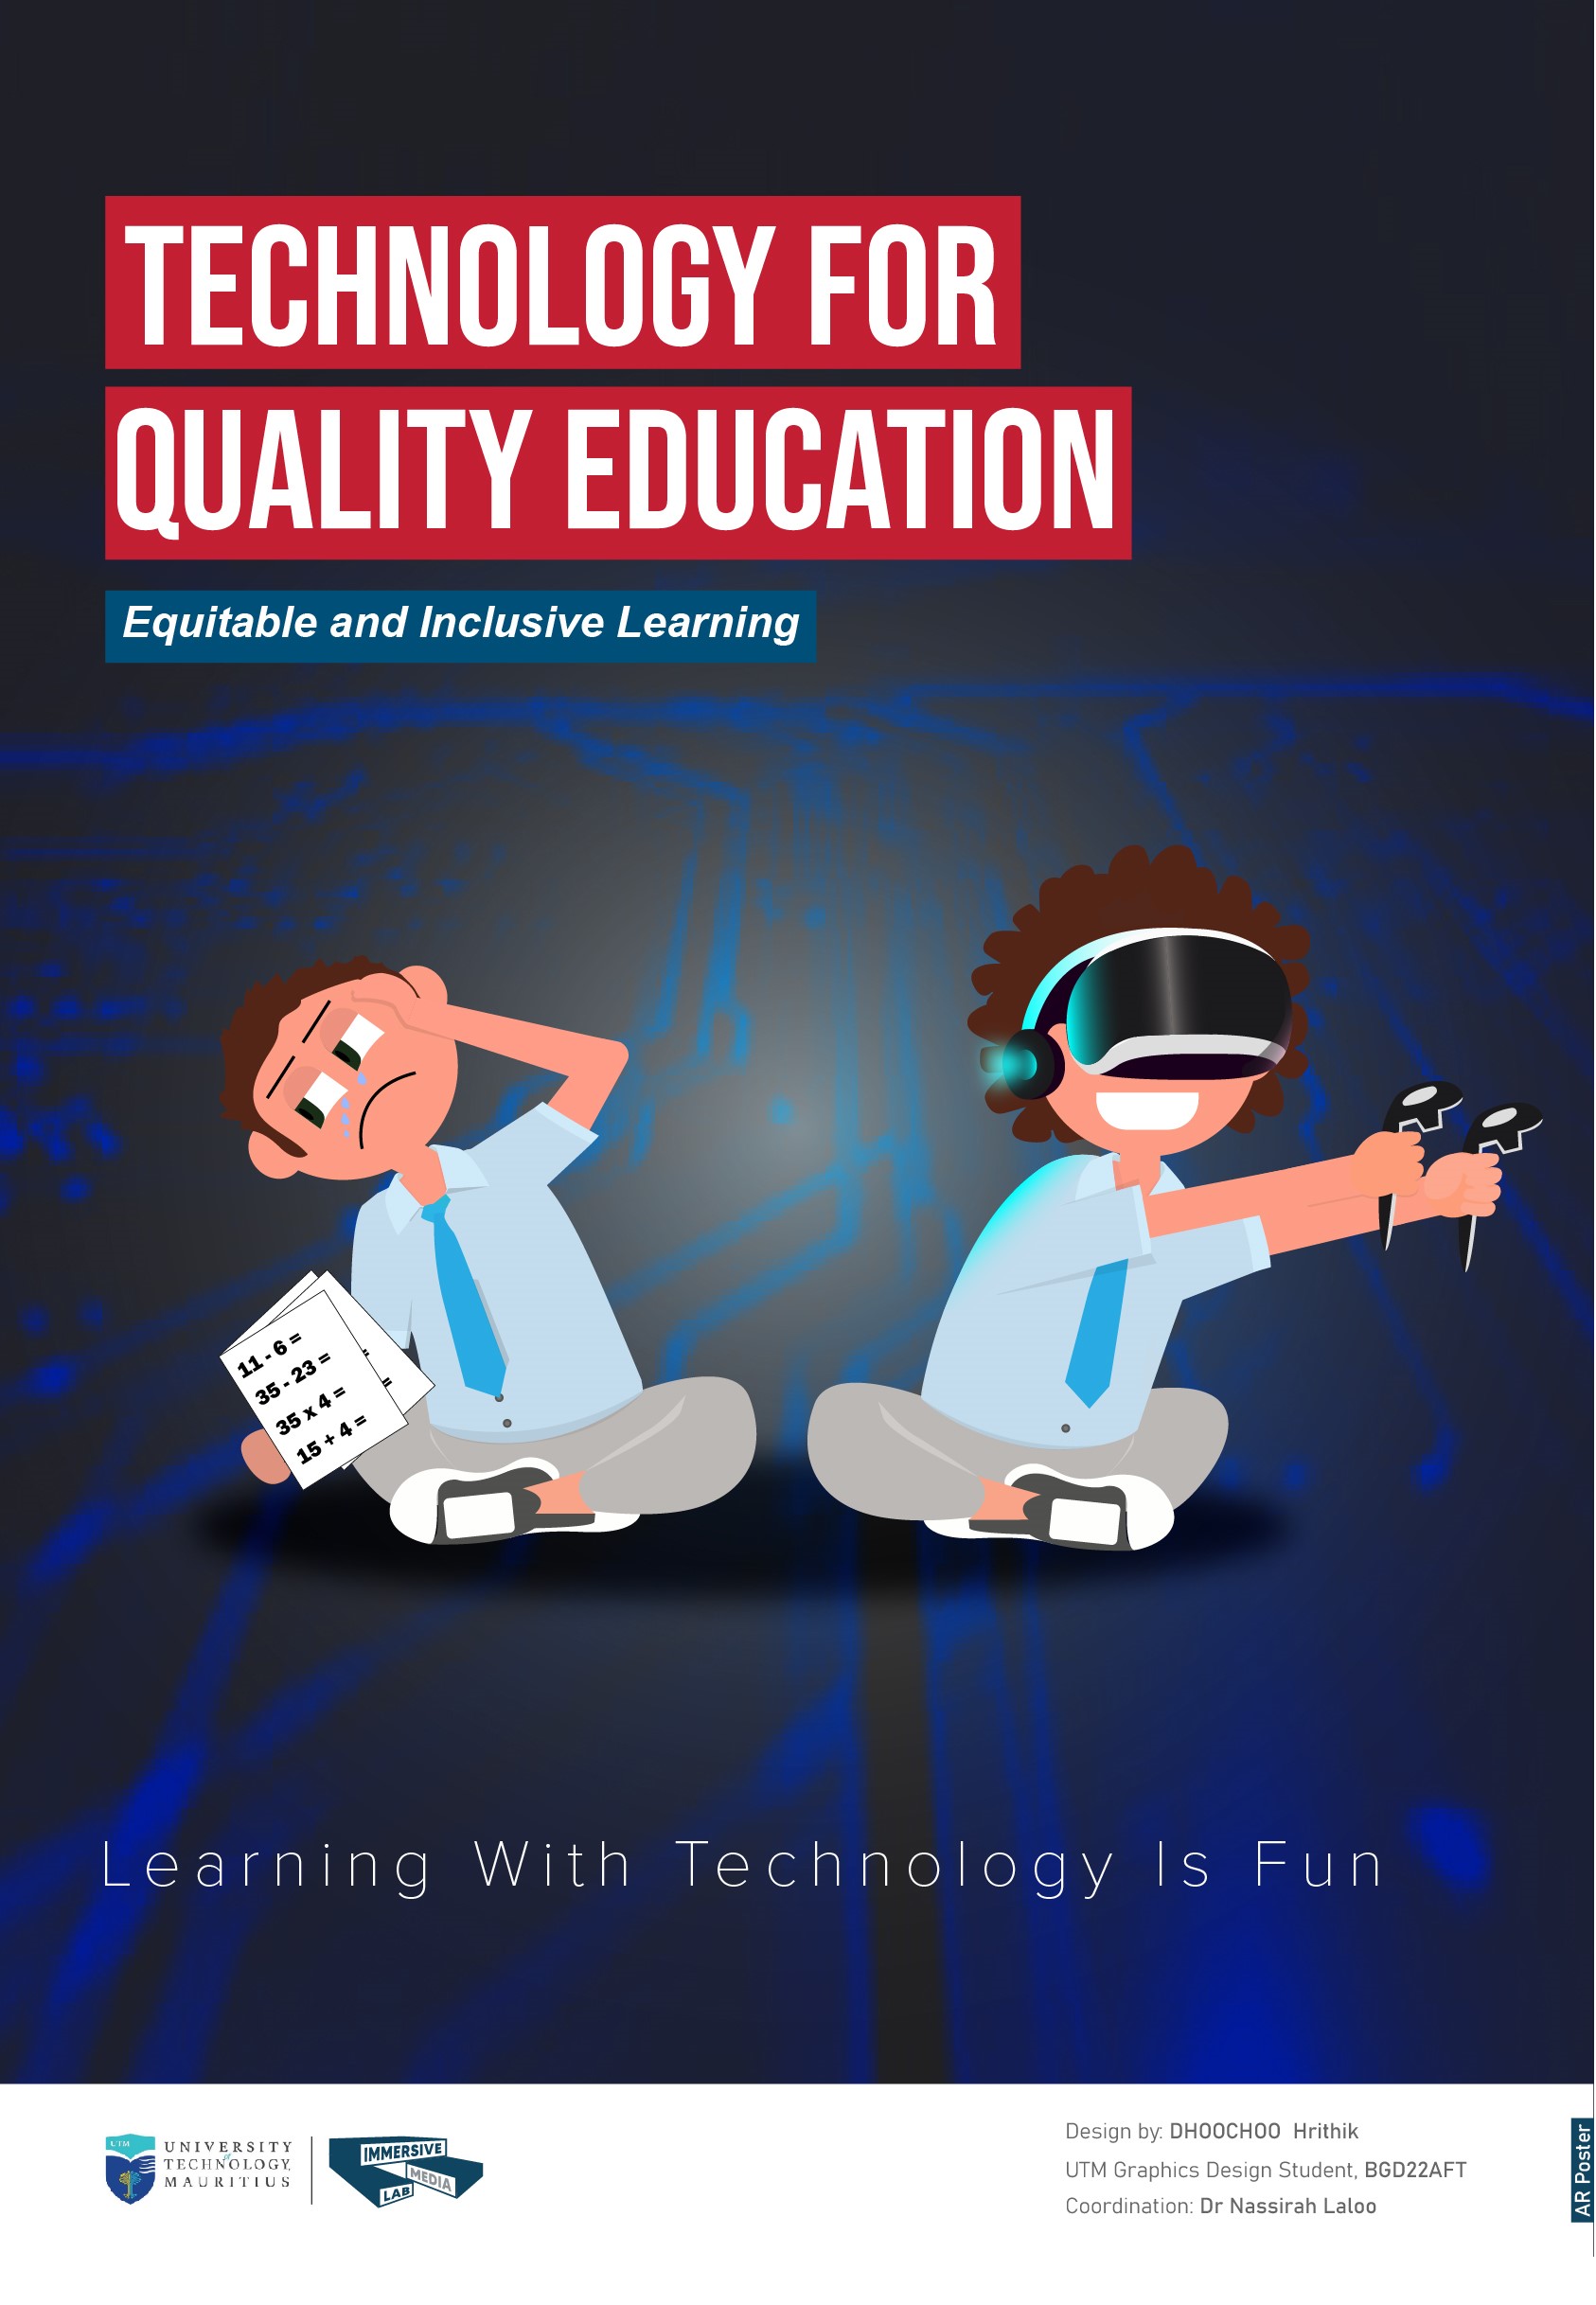 TECHNOLOGY FOR
QUALITY EDUCATION
Equitable and Inclusive Learning
11 - 6 =
35 - 23 =
35 x 4 =
15 + 4 =
=
=
Learning With Technology Is Fun
UTM
UNIVERSITY
of
TECHNOLOGY,
MAURITIUS
IMMERSIVE
MEDIA
LAB
Design by: DHOOCHOO Hrithik
UTM Graphics Design Student, BGD22AFT
Coordination: Dr Nassirah Laloo
AR Poster